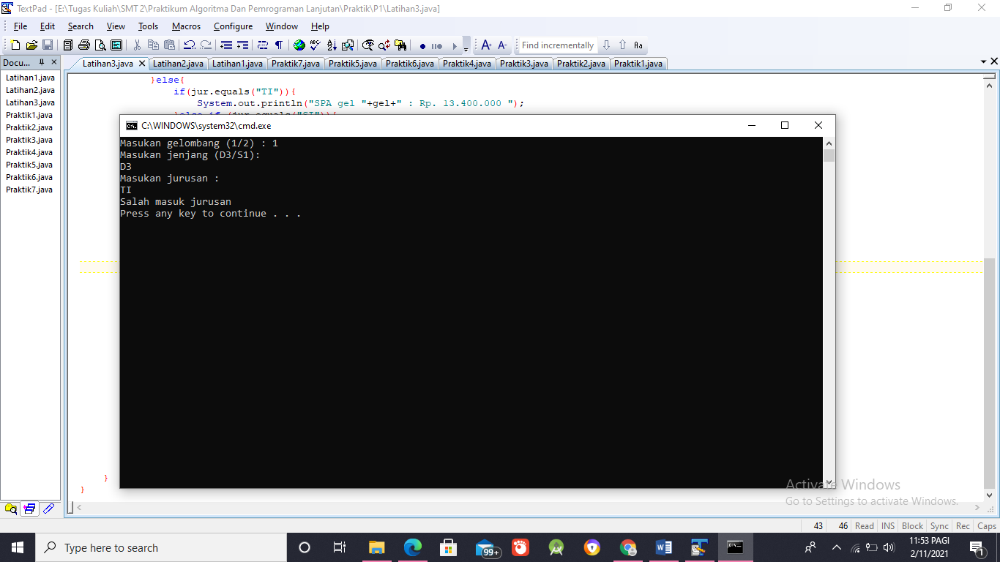 TextPad - [E:\Tugas Kuliah\SMT 2\Praktikum Algoritma Dan Pemrograman Lanjutan\Praktik\P1\Latihan3.java]
File Edit Search View Tools Macros Configure Window Help
Find incrementally Aa
Docu... Latihan3.java Latihan2.java Latihan1.java Praktik7.java Praktik5.java Praktik6.java Praktik4.java Praktik3.java Praktik2.java Praktik1.java
Latihan1.java
Latihan2.java
Latihan3.java
Praktik1.java
Praktik2.java
Praktik3.java
Praktik4.java
Praktik5.java
Praktik6.java
Praktik7.java
}else{
if(jur.equals("TI")){
System.out.println("SPA gel "+gel+" : Rp. 13.400.000 ");
C:\WINDOWS\system32\cmd.exe
Masukan gelombang (1/2) : 1
Masukan jenjang (D3/S1):
D3
Masukan jurusan :
TI
Salah masuk jurusan
Press any key to continue . . .
}
}
Activate Windows
Go to Settings to activate Windows.
43 46 Read INS Block Sync Rec Caps
Type here to search
99+
11:53 PAGI
2/11/2021
1